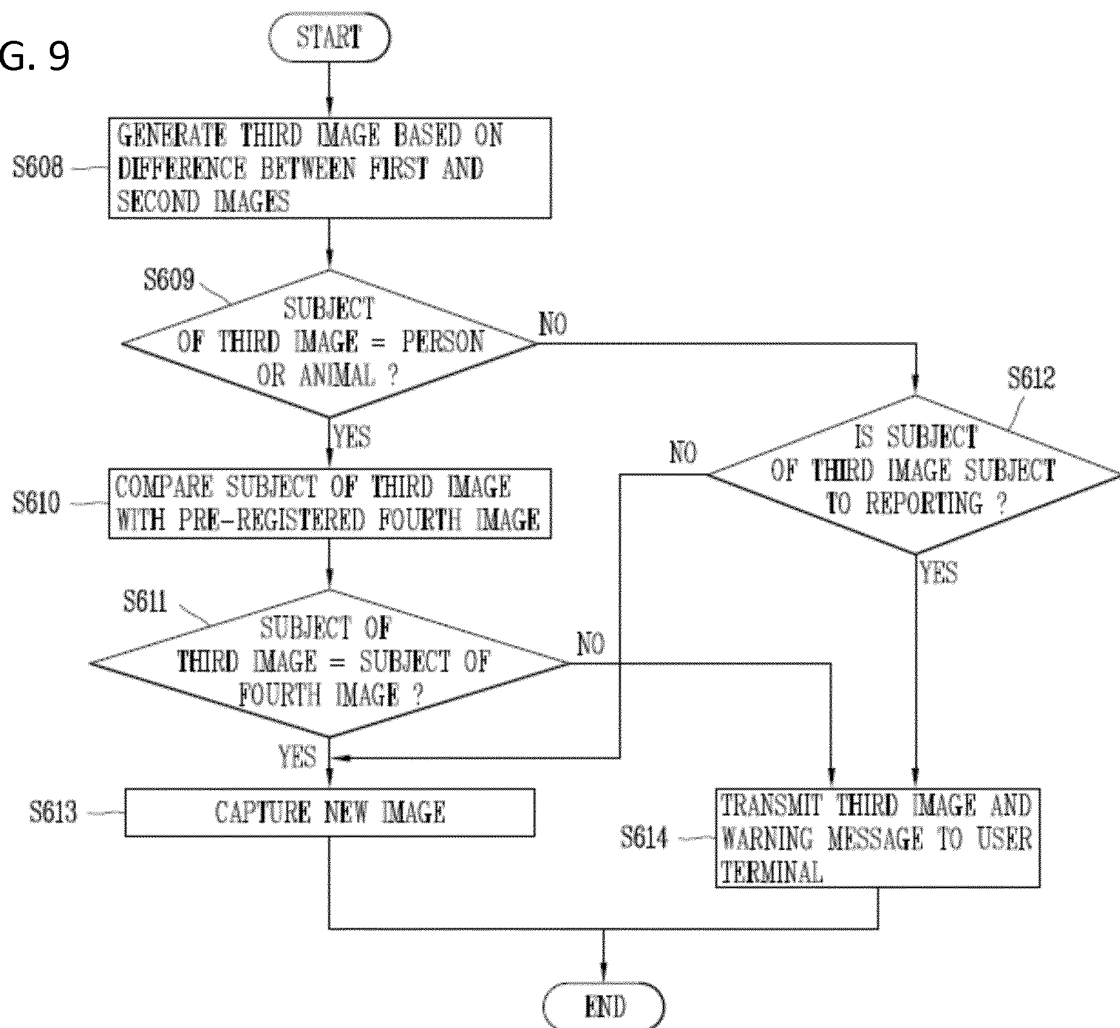 G. 9
START
S608
GENERATE THIRD IMAGE BASED ON
DIFFERENCE BETWEEN FIRST AND
SECOND IMAGES
S609
SUBJECT
OF THIRD IMAGE = PERSON
OR ANIMAL ?
NO
YES
S612
IS SUBJECT
OF THIRD IMAGE SUBJECT
TO REPORTING ?
NO
YES
S610
COMPARE SUBJECT OF THIRD IMAGE
WITH PRE-REGISTERED FOURTH IMAGE
S611
SUBJECT OF
THIRD IMAGE = SUBJECT OF
FOURTH IMAGE ?
NO
YES
S613
CAPTURE NEW IMAGE
S614
TRANSMIT THIRD IMAGE AND
WARNING MESSAGE TO USER
TERMINAL
END